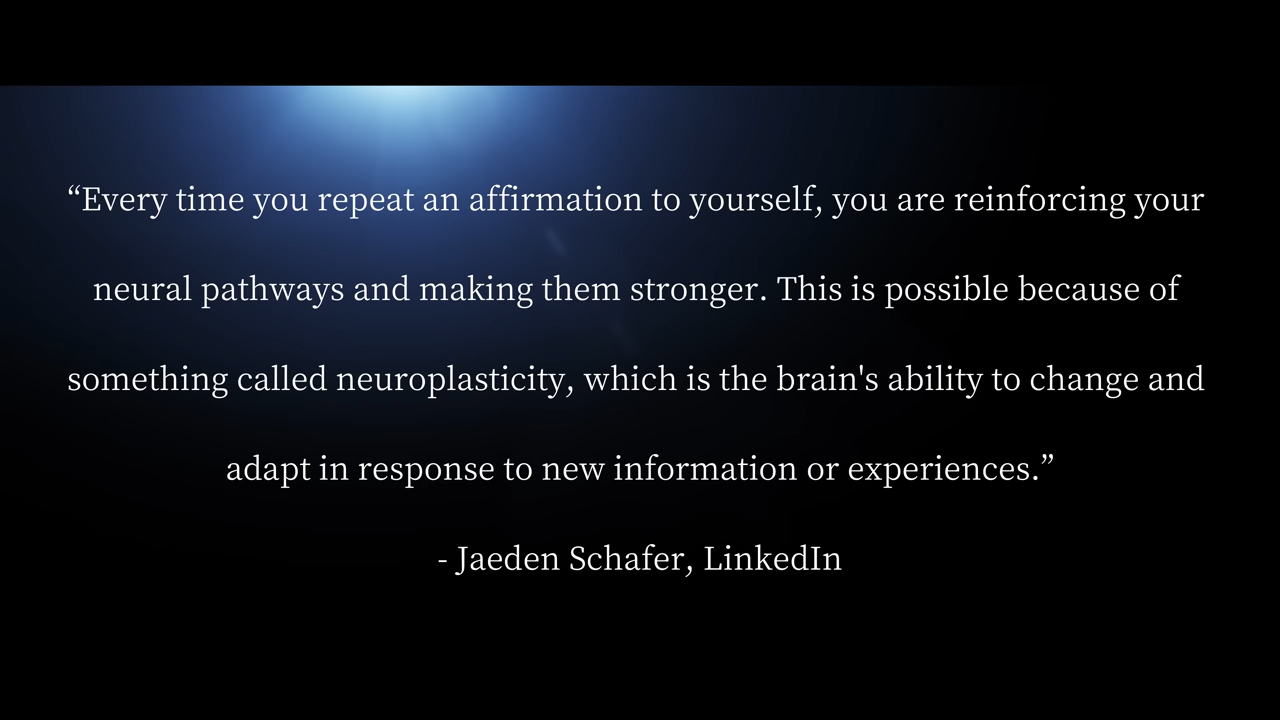 “Every time you repeat an affirmation to yourself, you are reinforcing your
neural pathways and making them stronger. This is possible because of
something called neuroplasticity, which is the brain's ability to change and
adapt in response to new information or experiences.”
- Jaeden Schafer, LinkedIn